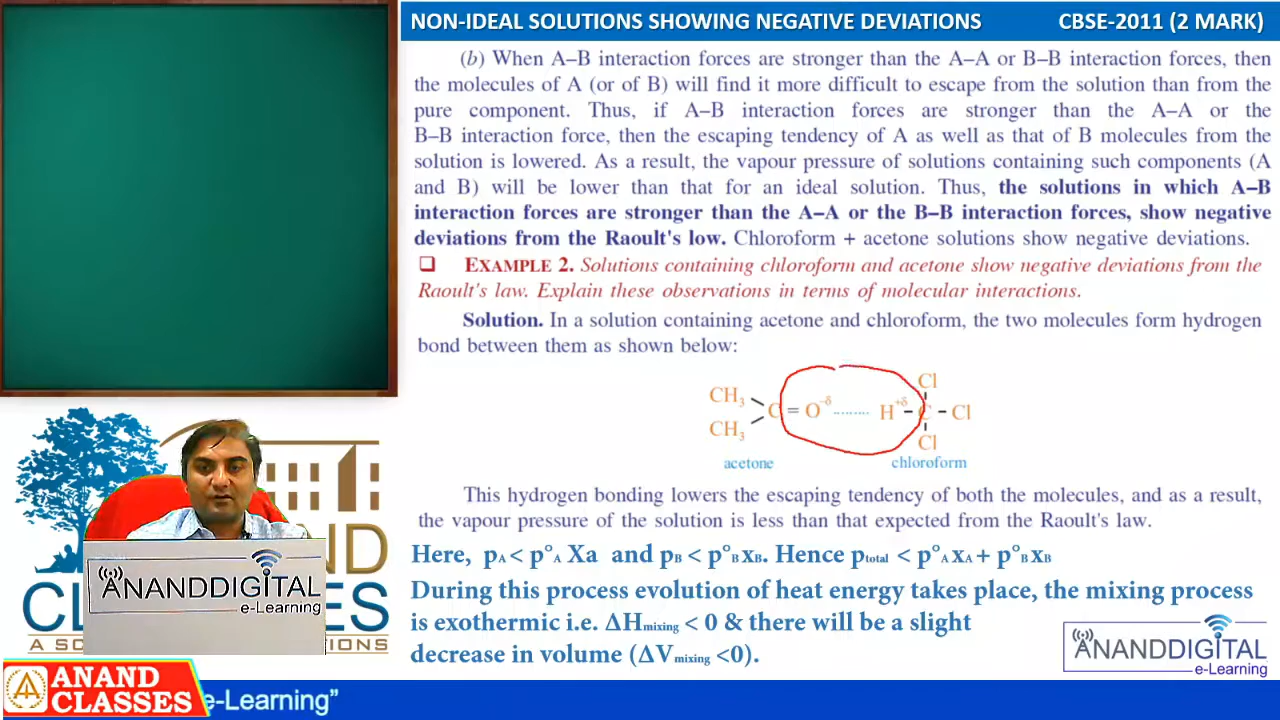 NON-IDEAL SOLUTIONS SHOWING NEGATIVE DEVIATIONS CBSE-2011 (2 MARK)
(b) When A–B interaction forces are stronger than the A–A or B–B interaction forces, then
the molecules of A (or of B) will find it more difficult to escape from the solution than from the
pure component. Thus, if A–B interaction forces are stronger than the A–A or the
B–B interaction force, then the escaping tendency of A as well as that of B molecules from the
solution is lowered. As a result, the vapour pressure of solutions containing such components (A
and B) will be lower than that for an ideal solution. Thus, the solutions in which A–B
interaction forces are stronger than the A–A or the B–B interaction forces, show negative
deviations from the Raoult's law. Chloroform + acetone solutions show negative deviations.
❑ EXAMPLE 2. Solutions containing chloroform and acetone show negative deviations from the
Raoult's law. Explain these observations in terms of molecular interactions.
Solution. In a solution containing acetone and chloroform, the two molecules form hydrogen
bond between them as shown below:
Cl
CH₃
C = O⁻ᵟ ......... H⁺ᵟ – C – Cl
CH₃
Cl
acetone chloroform
This hydrogen bonding lowers the escaping tendency of both the molecules, and as a result,
the vapour pressure of the solution is less than that expected from the Raoult's law.
Here, pA < p°A Xa and pB < p°B xB. Hence ptotal < p°A xA + p°B xB
During this process evolution of heat energy takes place, the mixing process
is exothermic i.e. ΔHmixing < 0 & there will be a slight
decrease in volume (ΔVmixing <0).
ANANDDIGITAL
e-Learning
ANANDDIGITAL
e-Learning
ANAND
CLASSES
e-Learning”